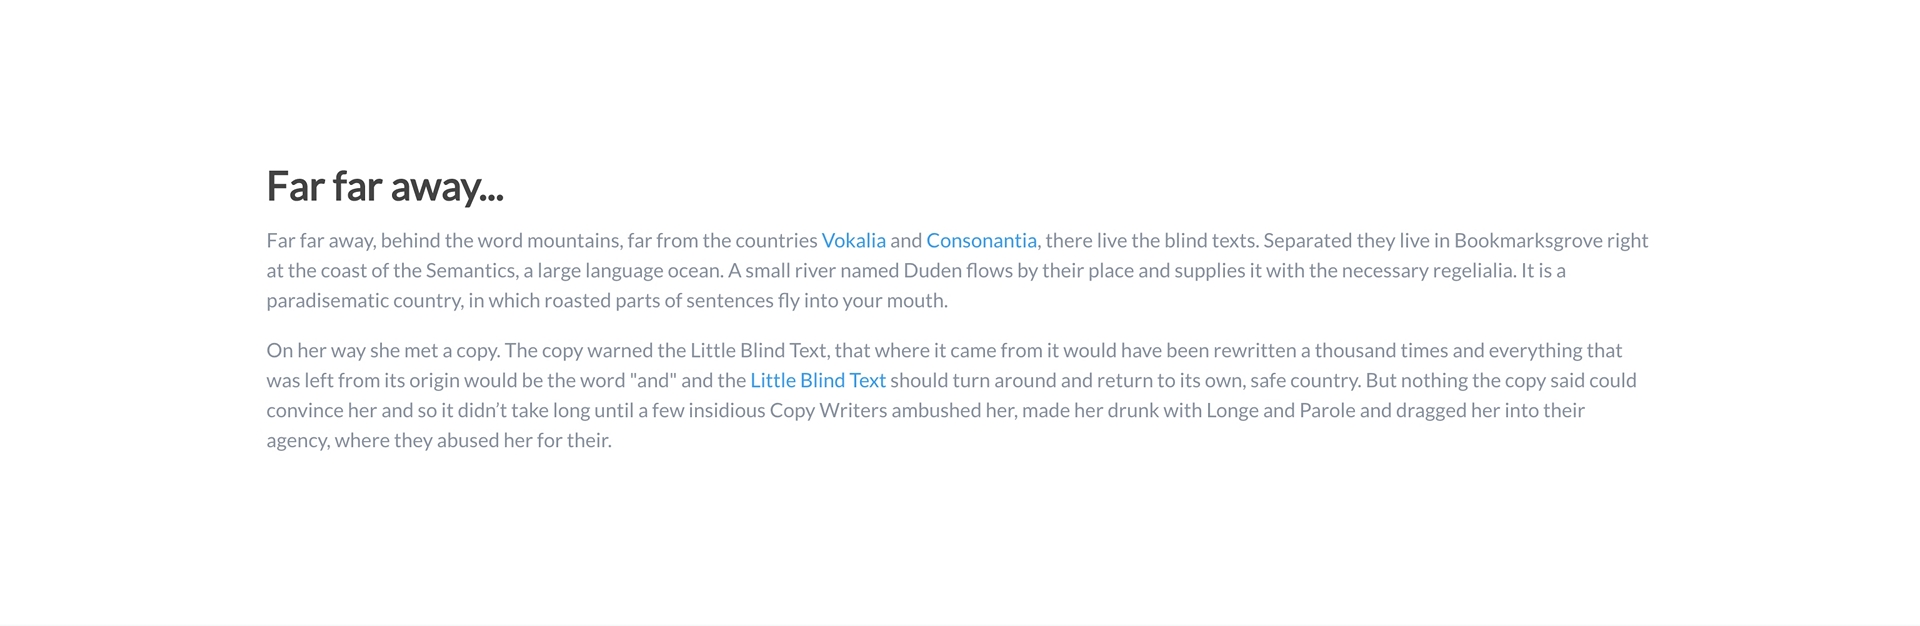 Far far away...
Far far away, behind the word mountains, far from the countries Vokalia and Consonantia, there live the blind texts. Separated they live in Bookmarksgrove right
at the coast of the Semantics, a large language ocean. A small river named Duden flows by their place and supplies it with the necessary regelialia. It is a
paradisematic country, in which roasted parts of sentences fly into your mouth.
On her way she met a copy. The copy warned the Little Blind Text, that where it came from it would have been rewritten a thousand times and everything that
was left from its origin would be the word "and" and the Little Blind Text should turn around and return to its own, safe country. But nothing the copy said could
convince her and so it didn’t take long until a few insidious Copy Writers ambushed her, made her drunk with Longe and Parole and dragged her into their
agency, where they abused her for their.